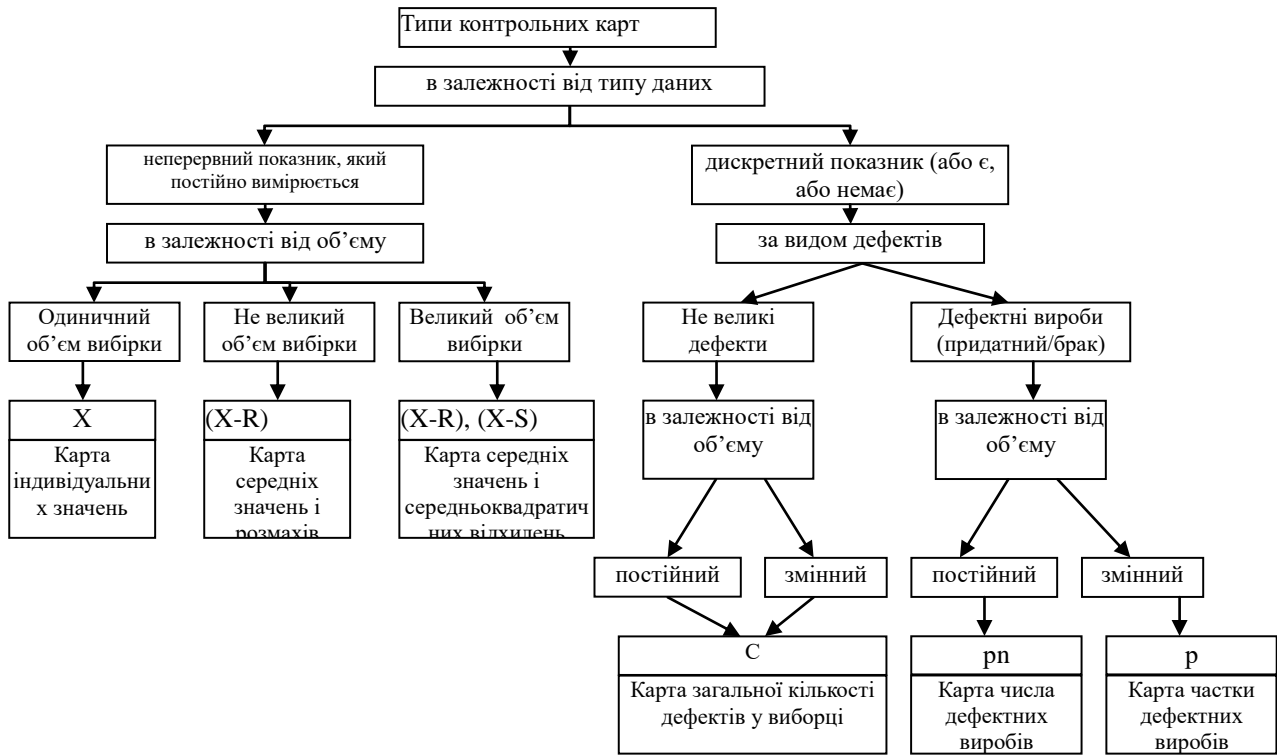 Типи контрольних карт
в залежності від типу даних
неперервний показник, який
постійно вимірюється
дискретний показник (або є,
або немає)
в залежності від об’єму
за видом дефектів
Одиничний
об’єм вибірки
Не великий
об’єм вибірки
Великий об’єм
вибірки
Не великі
дефекти
Дефектні вироби
(придатний/брак)
X
Карта
індивідуальни
х значень
(X-R)
Карта
середніх
значень і
розмахів
(X-R), (X-S)
Карта середніх
значень і
середньоквадратич
них відхилень
в залежності від
об’єму
в залежності від
об’єму
постійний
змінний
постійний
змінний
C
Карта загальної кількості
дефектів у виборці
pn
Карта числа
дефектних
виробів
p
Карта частки
дефектних
виробів